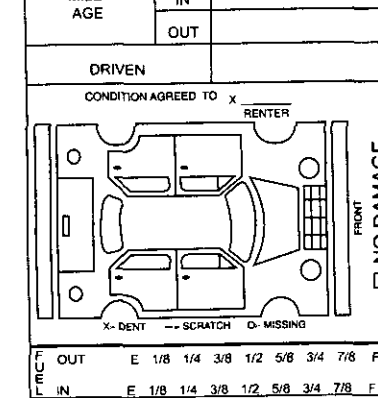 AGE
IN
OUT
DRIVEN
CONDITION AGREED TO X
RENTER
FRONT
NO DAMAGE
X- DENT --- SCRATCH O- MISSING
FUEL
OUT E 1/8 1/4 3/8 1/2 5/8 3/4 7/8 F
IN E 1/8 1/4 3/8 1/2 5/8 3/4 7/8 F